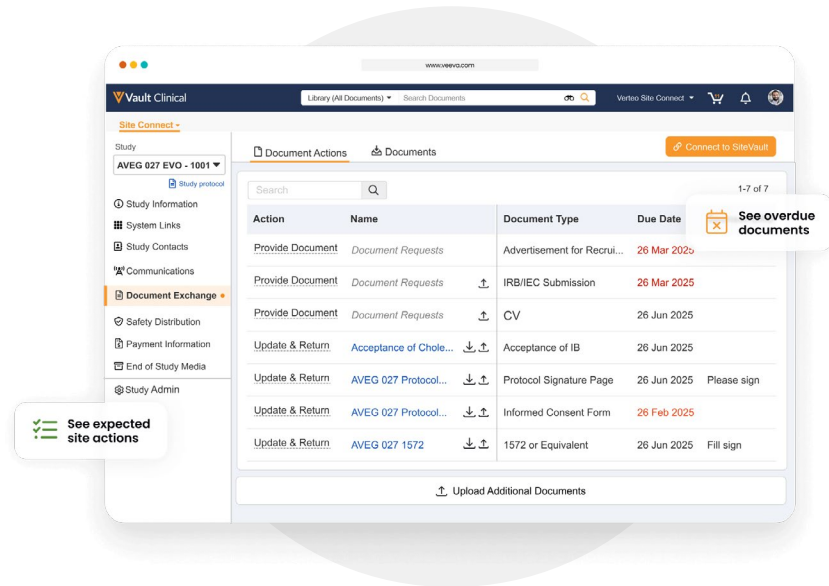 www.veeva.com
Vault Clinical
Library (All Documents)
Search Documents
Verteo Site Connect
Site Connect
Study
AVEG 027 EVO - 1001
Study protocol
Study Information
System Links
Study Contacts
Communications
Document Exchange
Safety Distribution
Payment Information
End of Study Media
Study Admin
See expected
site actions
Document Actions
Documents
Connect to SiteVault
Search
1-7 of 7
Action Name Document Type Due Date
See overdue
documents
Provide Document Document Requests Advertisement for Recrui... 26 Mar 2025
Provide Document Document Requests IRB/IEC Submission 26 Mar 2025
Provide Document Document Requests CV 26 Jun 2025
Update & Return Acceptance of Chole... Acceptance of IB 26 Jun 2025
Update & Return AVEG 027 Protocol... Protocol Signature Page 26 Jun 2025 Please sign
Update & Return AVEG 027 Protocol... Informed Consent Form 26 Feb 2025
Update & Return AVEG 027 1572 1572 or Equivalent 26 Jun 2025 Fill sign
Upload Additional Documents